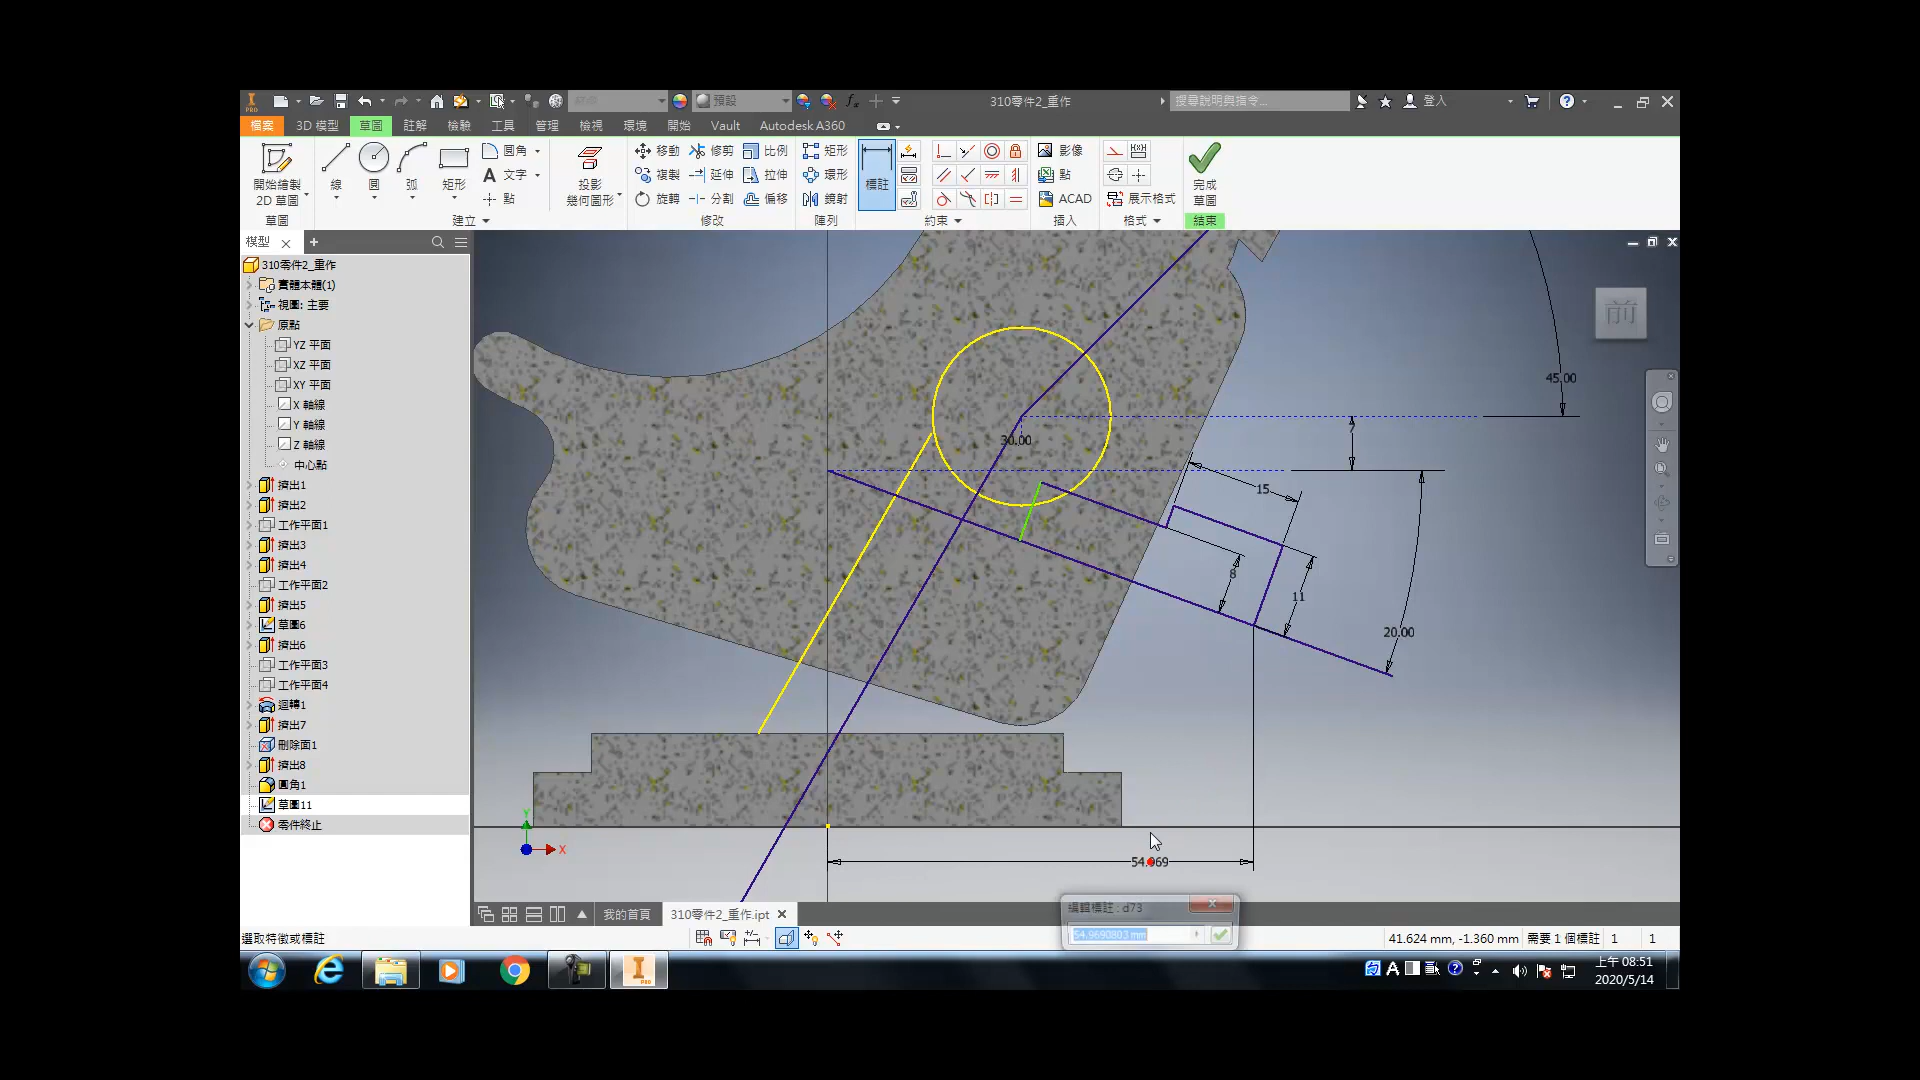 310零件2_重作
搜尋說明與指令...
登入
預設
檔案 3D 模型 草圖 註解 檢驗 工具 管理 檢視 環境 開始 Vault Autodesk A360
開始繪製
2D 草圖
線 圓 弧 矩形
圓角
文字
點
投影
幾何圖形
移動 修剪 比例
複製 延伸 拉伸
旋轉 分割 偏移
矩形
環形
鏡射
標註
影像
點
ACAD
展示格式
完成
草圖
草圖 建立 修改 陣列 約束 插入 格式 結束
模型
310零件2_重作
實體本體(1)
視圖: 主要
原點
YZ 平面
XZ 平面
XY 平面
X 軸線
Y 軸線
Z 軸線
中心點
擠出1
擠出2
工作平面1
擠出3
擠出4
工作平面2
擠出5
草圖6
擠出6
工作平面3
工作平面4
迴轉1
擠出7
刪除面1
擠出8
圓角1
草圖11
零件終止
前
45.00
7
30.00
15
8
11
20.00
54.969
Y
X
編輯標註 : d73
54.9690803 mm
我的首頁 310零件2_重作.ipt
選取特徵或標註
41.624 mm, -1.360 mm 需要 1 個標註 1 1
上午 08:51
2020/5/14